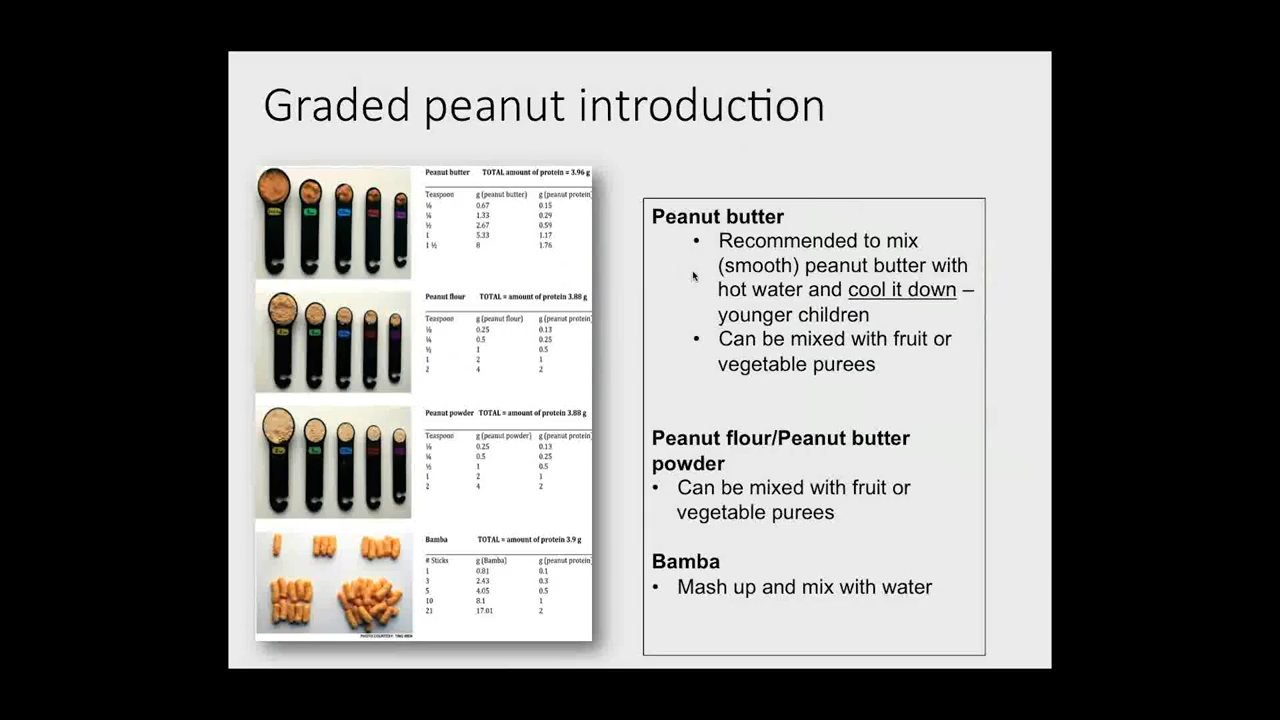 Graded peanut introduction
Peanut butter TOTAL amount of protein = 3.96 g
Teaspoon g (peanut butter) g (peanut protein)
⅛ 0.67 0.15
¼ 1.33 0.29
½ 2.67 0.59
1 5.33 1.17
1 ½ 8 1.76
Peanut flour TOTAL = amount of protein 3.88 g
Teaspoon g (peanut flour) g (peanut protein)
⅛ 0.25 0.13
¼ 0.5 0.25
½ 1 0.5
1 2 1
2 4 2
Peanut powder TOTAL = amount of protein 3.88 g
Teaspoon g (peanut powder) g (peanut protein)
⅛ 0.25 0.13
¼ 0.5 0.25
½ 1 0.5
1 2 1
2 4 2
Bamba TOTAL = amount of protein 3.9 g
# Sticks g (Bamba) g (peanut protein)
1 0.81 0.1
3 2.43 0.3
5 4.05 0.5
10 8.1 1
21 17.01 2
PHOTO COURTESY:
Peanut butter
• Recommended to mix
(smooth) peanut butter with
hot water and cool it down –
younger children
• Can be mixed with fruit or
vegetable purees
Peanut flour/Peanut butter
powder
• Can be mixed with fruit or
vegetable purees
Bamba
• Mash up and mix with water